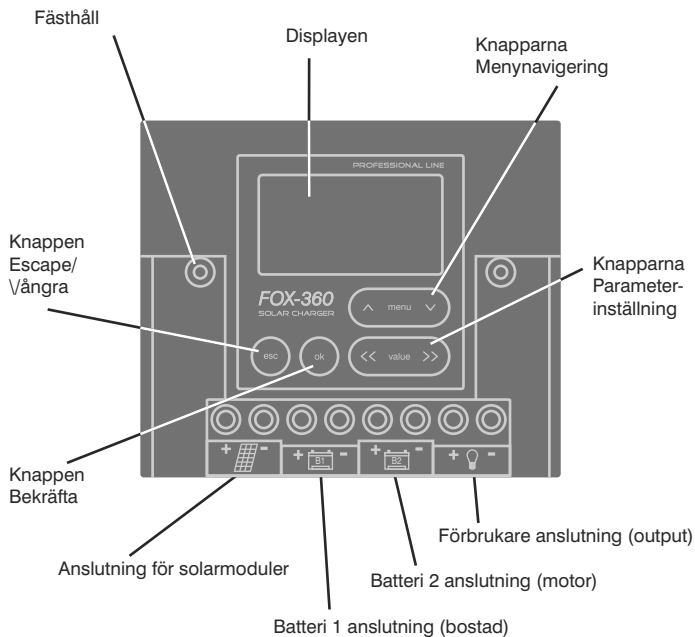 Fästhåll
Displayen
Knapparna
Menynavigering
PROFESSIONAL LINE
Knappen
Escape/
\/ångra
Knapparna
Parameter-
inställning
FOX-360
SOLAR CHARGER
menu
esc
ok
<< value >>
+ - + B1 - + B2 - + -
Knappen
Bekräfta
Förbrukare anslutning (output)
Anslutning för solarmoduler
Batteri 2 anslutning (motor)
Batteri 1 anslutning (bostad)